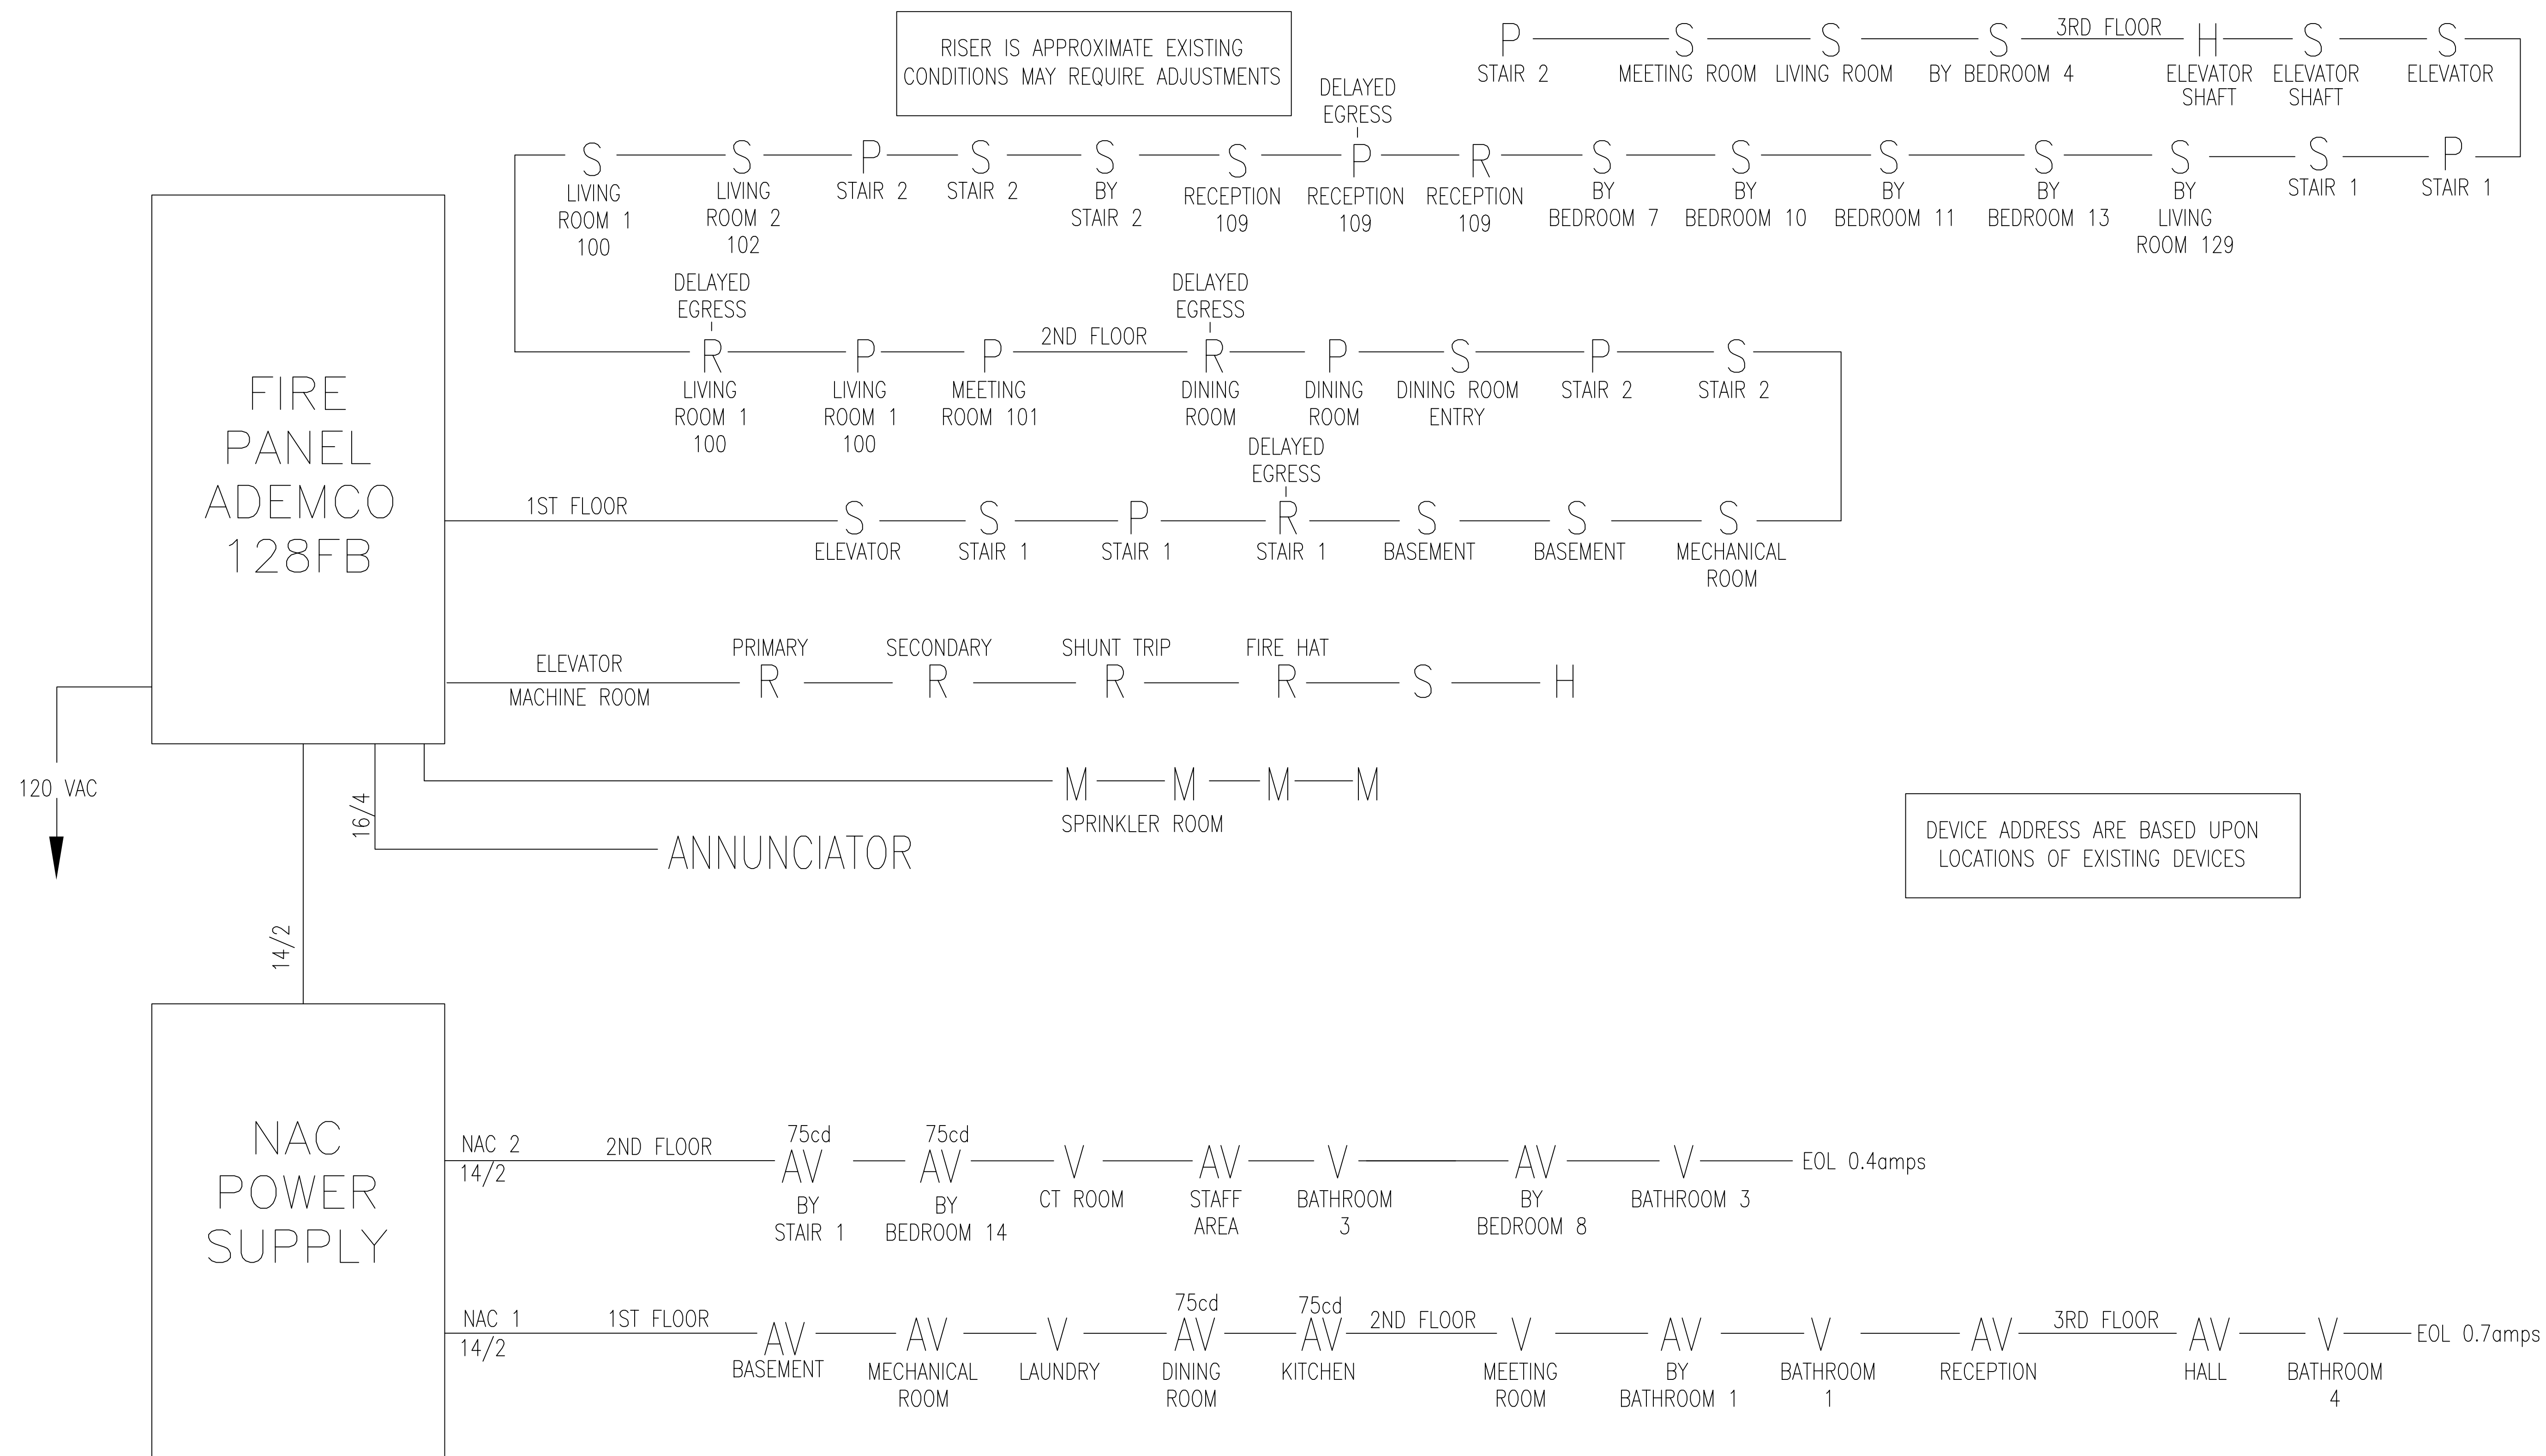 RISER IS APPROXIMATE EXISTING
CONDITIONS MAY REQUIRE ADJUSTMENTS
P S S S 3RD FLOOR H S S
STAIR 2 MEETING ROOM LIVING ROOM BY BEDROOM 4 ELEVATOR ELEVATOR ELEVATOR
SHAFT SHAFT
DELAYED
EGRESS
S S P S S S P R S S S S S S P
LIVING LIVING STAIR 2 STAIR 2 BY RECEPTION RECEPTION RECEPTION BY BY BY BY BY STAIR 1 STAIR 1
ROOM 1 ROOM 2 STAIR 2 109 109 109 BEDROOM 7 BEDROOM 10 BEDROOM 11 BEDROOM 13 LIVING
100 102 ROOM 129
DELAYED DELAYED
EGRESS EGRESS
R P P 2ND FLOOR R P S P S
LIVING LIVING MEETING DINING DINING DINING ROOM STAIR 2 STAIR 2
ROOM 1 ROOM 1 ROOM 101 ROOM ROOM ENTRY
100 100
FIRE
PANEL
ADEMCO
128FB
DELAYED
EGRESS
1ST FLOOR S S P R S S S
ELEVATOR STAIR 1 STAIR 1 STAIR 1 BASEMENT BASEMENT MECHANICAL
ROOM
PRIMARY SECONDARY SHUNT TRIP FIRE HAT
ELEVATOR R R R R S H
MACHINE ROOM
120 VAC
M M M M
SPRINKLER ROOM
16/4
ANNUNCIATOR
DEVICE ADDRESS ARE BASED UPON
LOCATIONS OF EXISTING DEVICES
14/2
NAC
POWER
SUPPLY
75cd 75cd
NAC 2 2ND FLOOR AV AV V AV V AV V EOL 0.4amps
14/2
BY BY CT ROOM STAFF BATHROOM BY BATHROOM 3
STAIR 1 BEDROOM 14 AREA 3 BEDROOM 8
75cd 75cd
NAC 1 1ST FLOOR AV AV V AV AV 2ND FLOOR V AV V AV 3RD FLOOR AV V EOL 0.7amps
14/2
BASEMENT MECHANICAL LAUNDRY DINING KITCHEN MEETING BY BATHROOM RECEPTION HALL BATHROOM
ROOM ROOM ROOM BATHROOM 1 1 4